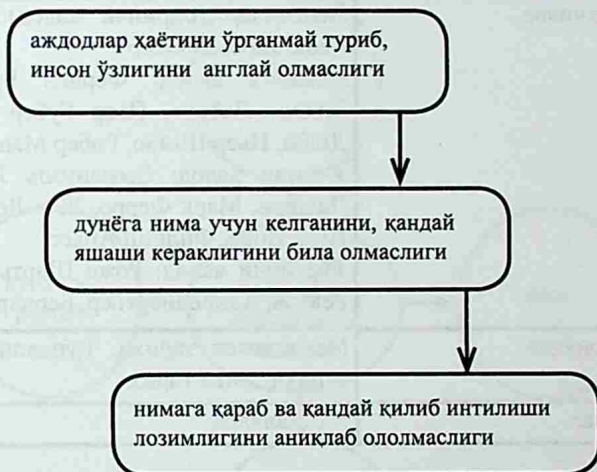 аждодлар ҳаётини ўрганмай туриб,
инсон ўзлигини англай олмаслиги
дунёга нима учун келганини, қандай
яшаши кераклигини била олмаслиги
нимага қараб ва қандай қилиб интилиши
лозимлигини аниқлаб ололмаслиги